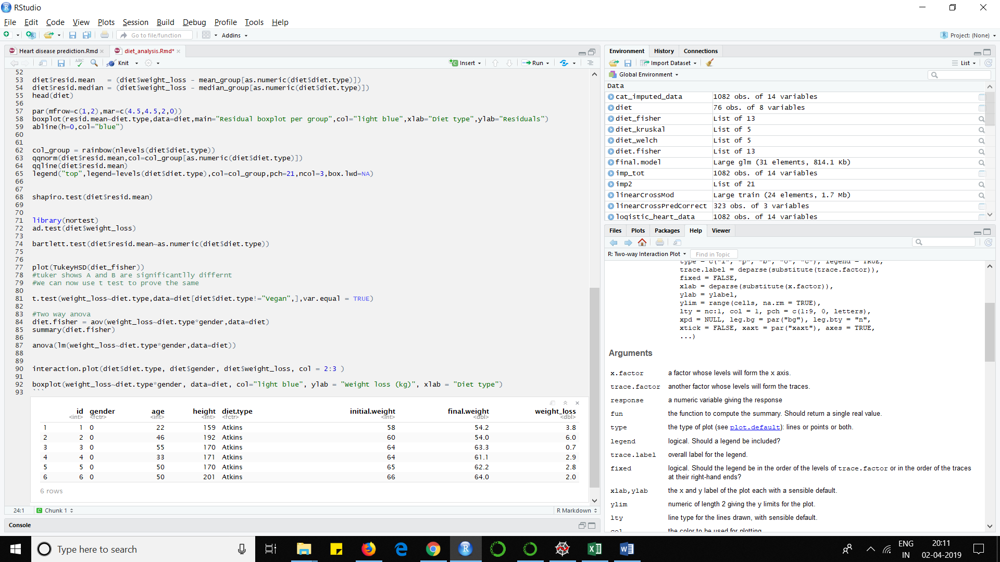 RStudio
File Edit Code View Plots Session Build Debug Profile Tools Help
Go to file/function Addins Project: (None)
Heart disease prediction.Rmd diet_analysis.Rmd*
ABC Knit Insert Run
52
53 diet$resid.mean   = (diet$weight_loss - mean_group[as.numeric(diet$diet.type)])
54 diet$resid.median = (diet$weight_loss - median_group[as.numeric(diet$diet.type)])
55 head(diet)
56
57 par(mfrow=c(1,2),mar=c(4.5,4.5,2,0))
58 boxplot(resid.mean~diet.type,data=diet,main="Residual boxplot per group",col="light blue",xlab="Diet type",ylab="Residuals")
59 abline(h=0,col="blue")
60
61
62 col_group = rainbow(nlevels(diet$diet.type))
63 qqnorm(diet$resid.mean,col=col_group[as.numeric(diet$diet.type)])
64 qqline(diet$resid.mean)
65 legend("top",legend=levels(diet$diet.type),col=col_group,pch=21,ncol=3,box.lwd=NA)
66
67
68 shapiro.test(diet$resid.mean)
69
70
71 library(nortest)
72 ad.test(diet$weight_loss)
73
74 bartlett.test(diet$resid.mean~as.numeric(diet$diet.type))
75
76
77 plot(TukeyHSD(diet_fisher))
78 #tuker shows A and B are significantlly differnt
79 #We can now use t test to prove the same
80
81 t.test(weight_loss~diet.type,data=diet[diet$diet.type!="Vegan",],var.equal = TRUE)
82
83 #Two way anova
84 diet.fisher = aov(weight_loss~diet.type*gender,data=diet)
85 summary(diet.fisher)
86
87 anova(lm(weight_loss~diet.type*gender,data=diet))
88
89
90 interaction.plot(diet$diet.type, diet$gender, diet$weight_loss, col = 2:3 )
91
92 boxplot(weight_loss~diet.type*gender, data=diet, col="light blue", ylab = "Weight loss (kg)", xlab = "Diet type")
93 ```
id gender age height diet.type initial.weight final.weight weight_loss
<int> <fctr> <int> <int> <fctr> <int> <dbl> <dbl>
1 1 0 22 159 Atkins 58 54.2 3.8
2 2 0 46 192 Atkins 60 54.0 6.0
3 3 0 55 170 Atkins 64 63.3 0.7
4 4 0 33 171 Atkins 64 61.1 2.9
5 5 0 50 170 Atkins 65 62.2 2.8
6 6 0 50 201 Atkins 66 64.0 2.0
6 rows
24:1 C Chunk 1 R Markdown
Console
Environment History Connections
Import Dataset List
Global Environment
Data
cat_imputed_data 1082 obs. of 14 variables
diet 76 obs. of 8 variables
diet_fisher List of 13
diet_kruskal List of 5
diet_welch List of 5
diet.fisher List of 13
final.model Large glm (31 elements, 814.1 Kb)
imp_tot 1082 obs. of 14 variables
imp2 List of 21
linearCrossMod Large train (24 elements, 1.7 Mb)
linearCrossPredCorrect 323 obs. of 3 variables
logistic_heart_data 1082 obs. of 14 variables
Files Plots Packages Help Viewer
R: Two-way Interaction Plot Find in Topic
type = c("l", "p", "b", "o", "c"), legend = TRUE,
trace.label = deparse(substitute(trace.factor)),
fixed = FALSE,
xlab = deparse(substitute(x.factor)),
ylab = ylabel,
ylim = range(cells, na.rm = TRUE),
lty = nc:1, col = 1, pch = c(1:9, 0, letters),
xpd = NULL, leg.bg = par("bg"), leg.bty = "n",
xtick = FALSE, xaxt = par("xaxt"), axes = TRUE,
...)
Arguments
x.factor a factor whose levels will form the x axis.
trace.factor another factor whose levels will form the traces.
response a numeric variable giving the response
fun the function to compute the summary. Should return a single real value.
type the type of plot (see plot.default): lines or points or both.
legend logical. Should a legend be included?
trace.label overall label for the legend.
fixed logical. Should the legend be in the order of the levels of trace.factor or in the order of the traces
at their right-hand ends?
xlab,ylab the x and y label of the plot each with a sensible default.
ylim numeric of length 2 giving the y limits for the plot.
lty line type for the lines drawn, with sensible default.
col the color to be used for plotting
Type here to search
ENG 20:11
IN 02-04-2019